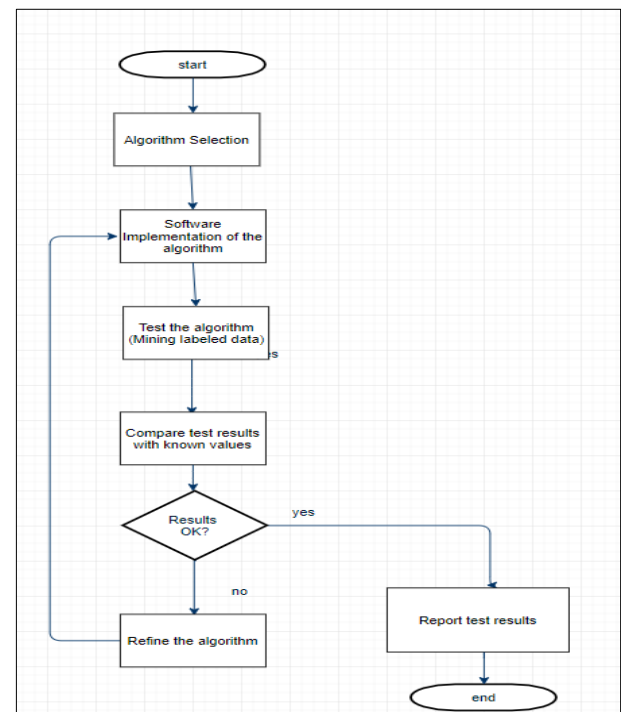 start
Algorithm Selection
Software
Implementation of the
algorithm
Test the algorithm
(Mining labeled data)
es
Compare test results
with known values
Results
OK?
yes
no
Refine the algorithm
Report test results
end